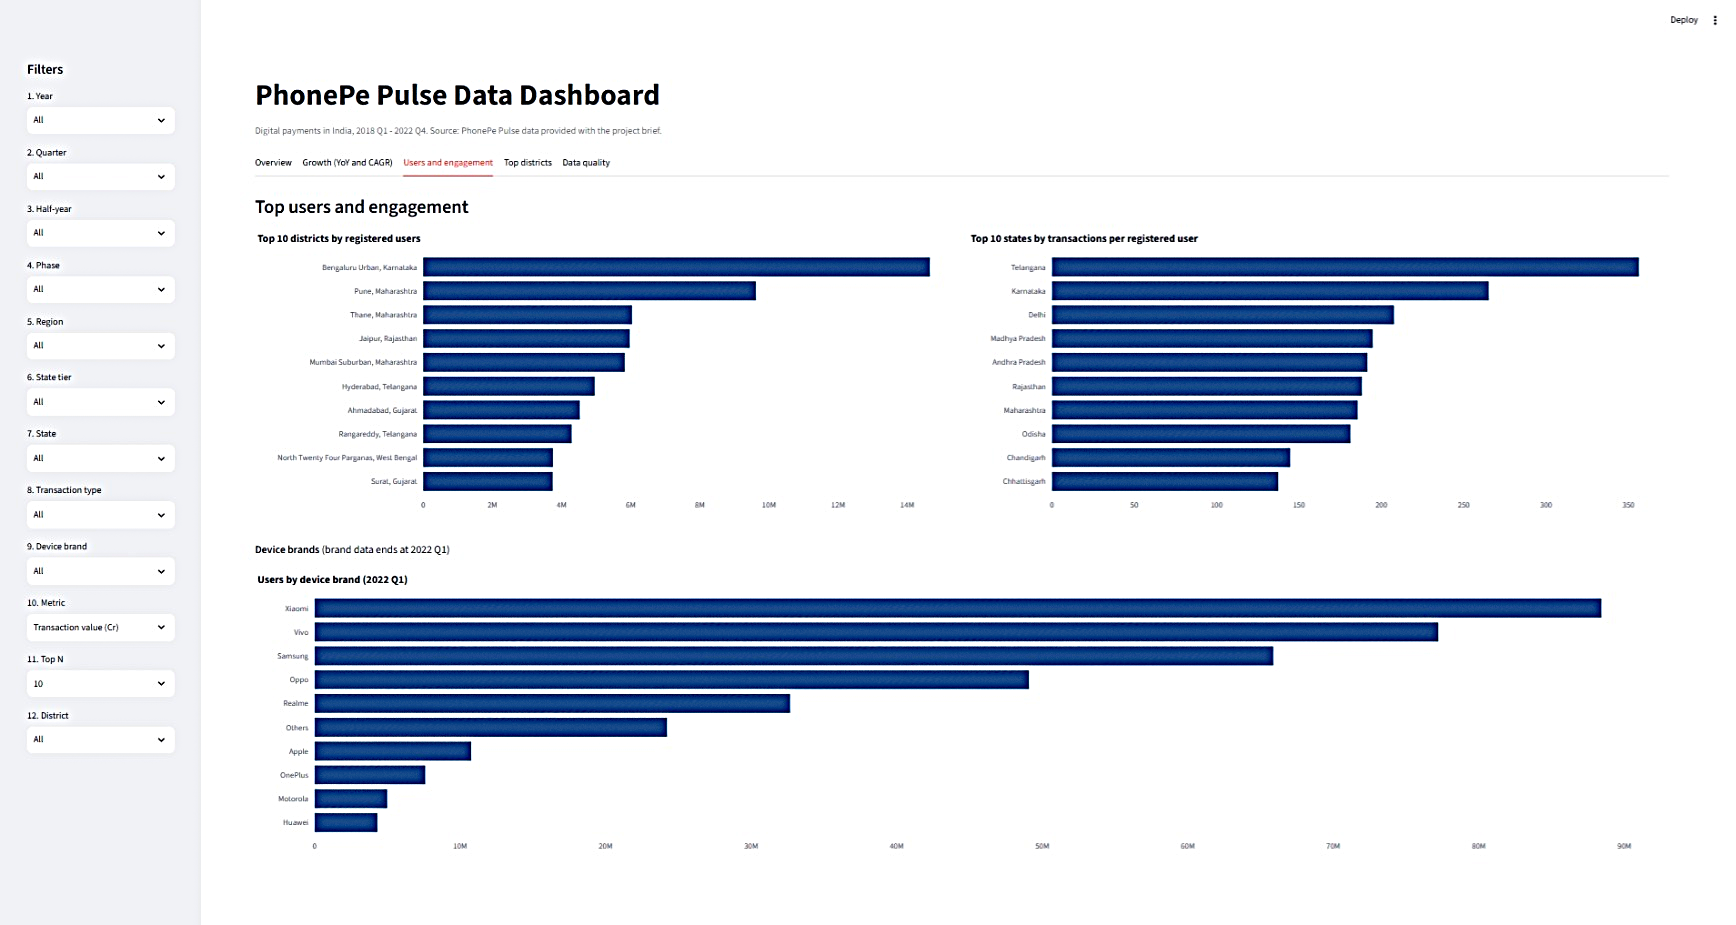 Deploy
Filters
1. Year
All
2. Quarter
All
3. Half-year
All
4. Phase
All
5. Region
All
6. State tier
All
7. State
All
8. Transaction type
All
9. Device brand
All
10. Metric
Transaction value (Cr)
11. Top N
10
12. District
All
PhonePe Pulse Data Dashboard
Digital payments in India, 2018 Q1 - 2022 Q4. Source: PhonePe Pulse data provided with the project brief.
Overview Growth (YoY and CAGR) Users and engagement Top districts Data quality
Top users and engagement
Top 10 districts by registered users
Bengaluru Urban, Karnataka
Pune, Maharashtra
Thane, Maharashtra
Jaipur, Rajasthan
Mumbai Suburban, Maharashtra
Hyderabad, Telangana
Ahmadabad, Gujarat
Rangareddy, Telangana
North Twenty Four Parganas, West Bengal
Surat, Gujarat
0 2M 4M 6M 8M 10M 12M 14M
Top 10 states by transactions per registered user
Telangana
Karnataka
Delhi
Madhya Pradesh
Andhra Pradesh
Rajasthan
Maharashtra
Odisha
Chandigarh
Chhattisgarh
0 50 100 150 200 250 300 350
Device brands (brand data ends at 2022 Q1)
Users by device brand (2022 Q1)
Xiaomi
Vivo
Samsung
Oppo
Realme
Others
Apple
OnePlus
Motorola
Huawei
0 10M 20M 30M 40M 50M 60M 70M 80M 90M